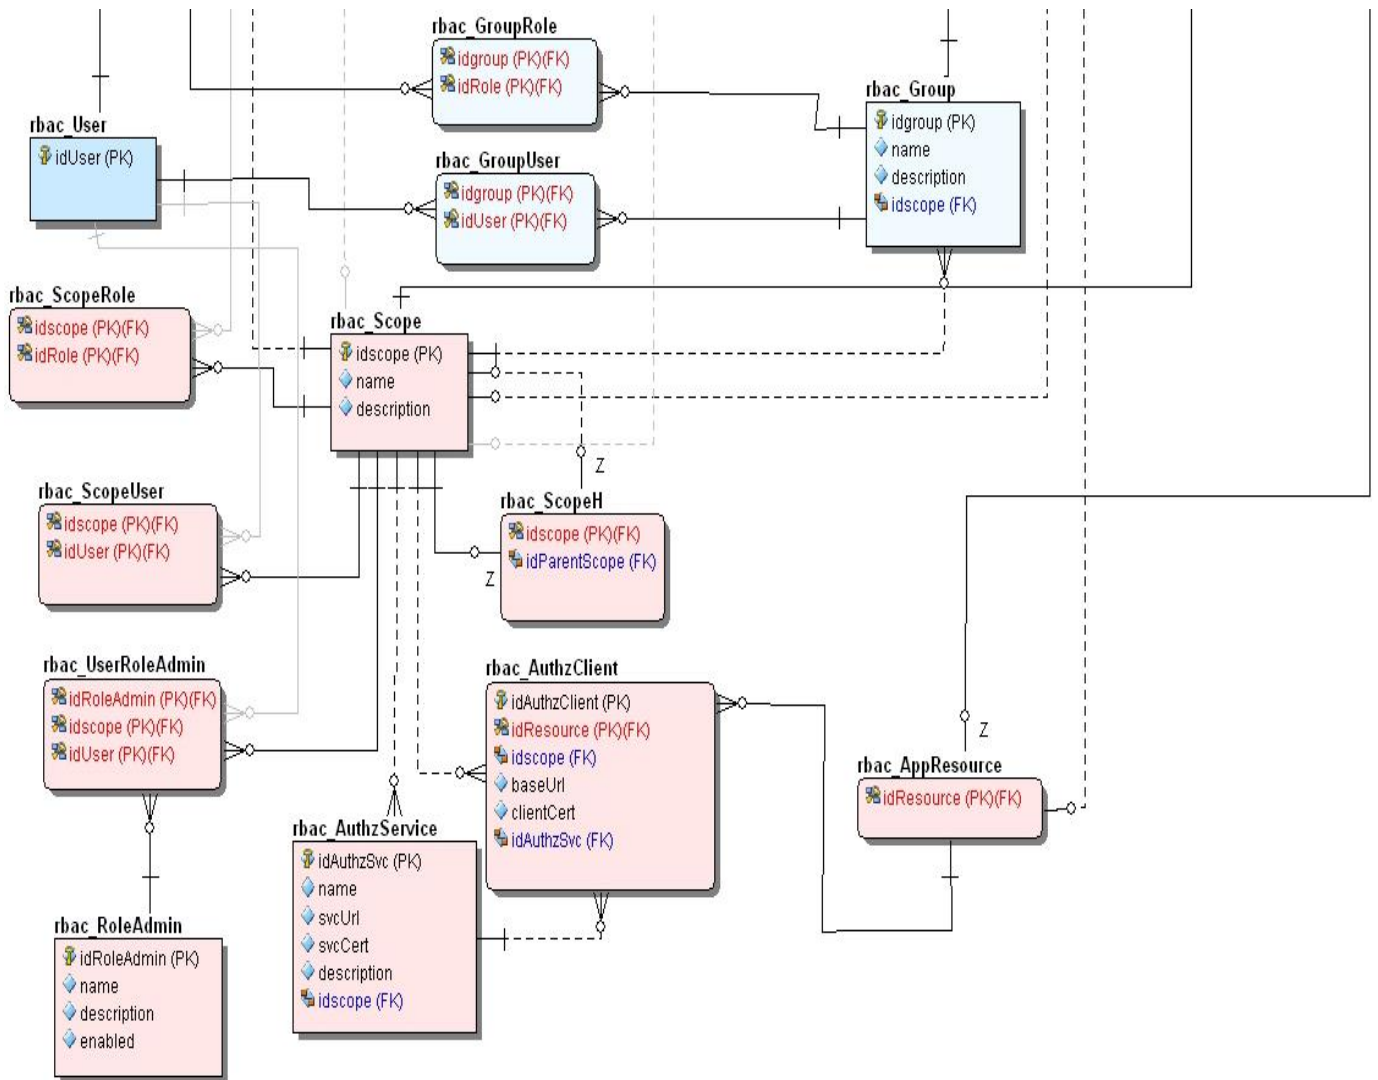 rbac_GroupRole
idgroup (PK)(FK)
idRole (PK)(FK)
rbac_Group
idgroup (PK)
name
description
idscope (FK)
rbac_User
idUser (PK)
rbac_GroupUser
idgroup (PK)(FK)
idUser (PK)(FK)
rbac_ScopeRole
idscope (PK)(FK)
idRole (PK)(FK)
rbac_Scope
idscope (PK)
name
description
Z
rbac_ScopeUser
idscope (PK)(FK)
idUser (PK)(FK)
rbac_ScopeH
idscope (PK)(FK)
idParentScope (FK)
Z
rbac_UserRoleAdmin
idRoleAdmin (PK)(FK)
idscope (PK)(FK)
idUser (PK)(FK)
rbac_AuthzClient
idAuthzClient (PK)
idResource (PK)(FK)
idscope (FK)
baseUrl
clientCert
idAuthzSvc (FK)
Z
rbac_AppResource
idResource (PK)(FK)
rbac_AuthzService
idAuthzSvc (PK)
name
svcUrl
svcCert
description
idscope (FK)
rbac_RoleAdmin
idRoleAdmin (PK)
name
description
enabled